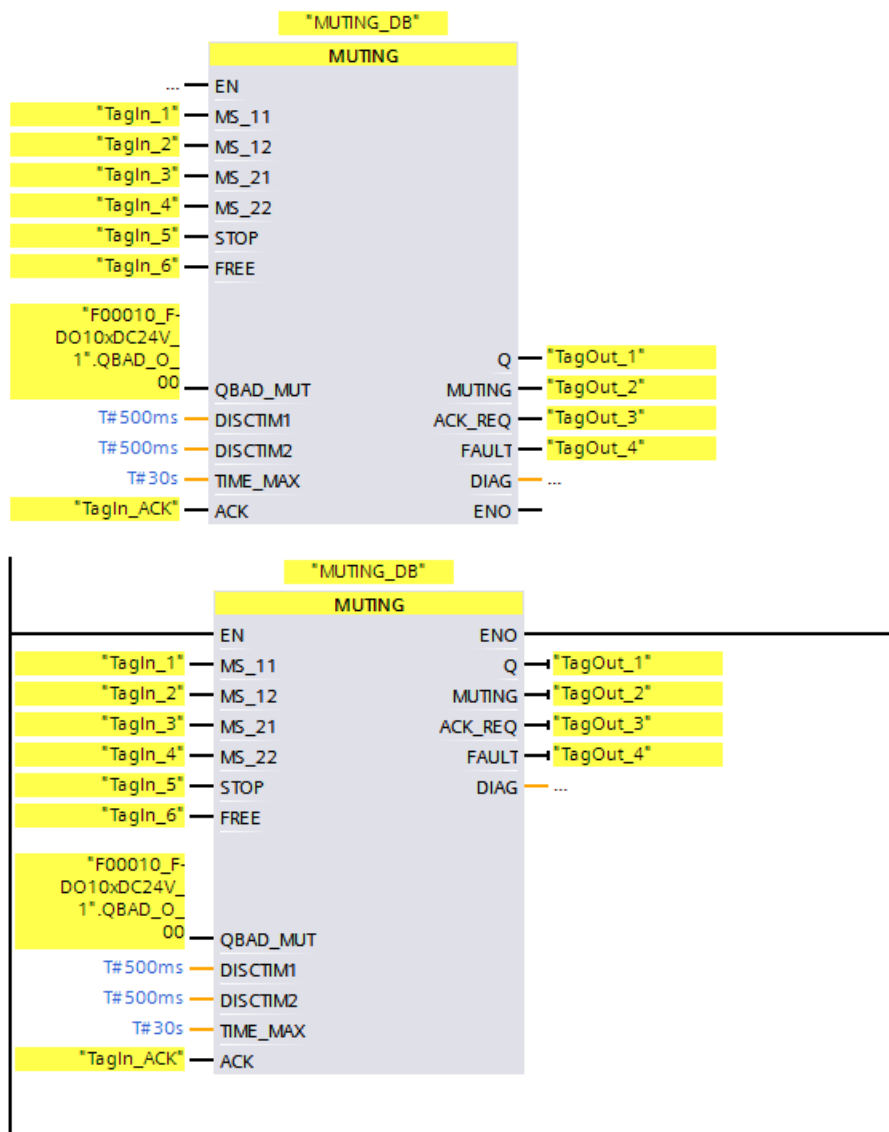 "MUTING_DB"
MUTING
... EN
"TagIn_1" MS_11
"TagIn_2" MS_12
"TagIn_3" MS_21
"TagIn_4" MS_22
"TagIn_5" STOP
"TagIn_6" FREE
"F00010_F-
DO10xDC24V_
1".QBAD_O_
00 QBAD_MUT
Q "TagOut_1"
MUTING "TagOut_2"
T#500ms DISCTIM1
ACK_REQ "TagOut_3"
T#500ms DISCTIM2
FAULT "TagOut_4"
T#30s TIME_MAX
DIAG ...
"TagIn_ACK" ACK
ENO
"MUTING_DB"
MUTING
EN ENO
"TagIn_1" MS_11 Q "TagOut_1"
"TagIn_2" MS_12 MUTING "TagOut_2"
"TagIn_3" MS_21 ACK_REQ "TagOut_3"
"TagIn_4" MS_22 FAULT "TagOut_4"
"TagIn_5" STOP DIAG ...
"TagIn_6" FREE
"F00010_F-
DO10xDC24V_
1".QBAD_O_
00 QBAD_MUT
T#500ms DISCTIM1
T#500ms DISCTIM2
T#30s TIME_MAX
"TagIn_ACK" ACK